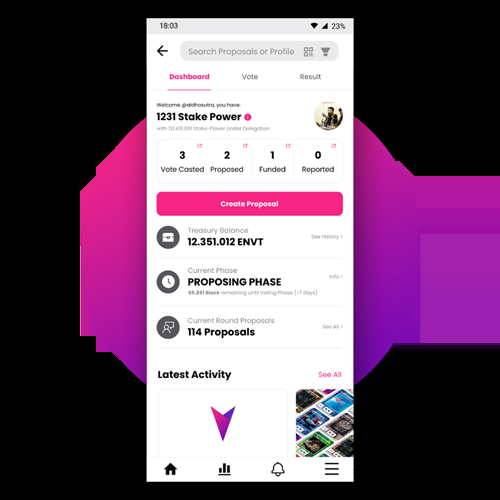 18:03
23%
Search Proposals or Profile
Dashboard
Vote
Result
Welcome @aldhosutra, you have:
1231 Stake Power
with 121.431.091 Stake-Power Under Delegation
3
2
1
0
Vote Casted
Proposed
Funded
Reported
Create Proposal
Treasury Balance
12.351.012 ENVT
See History >
Current Phase
PROPOSING PHASE
Info >
65.851 Block remaining until Voting Phase (~7 days)
Current Round Proposals
114 Proposals
See All >
Latest Activity
See All